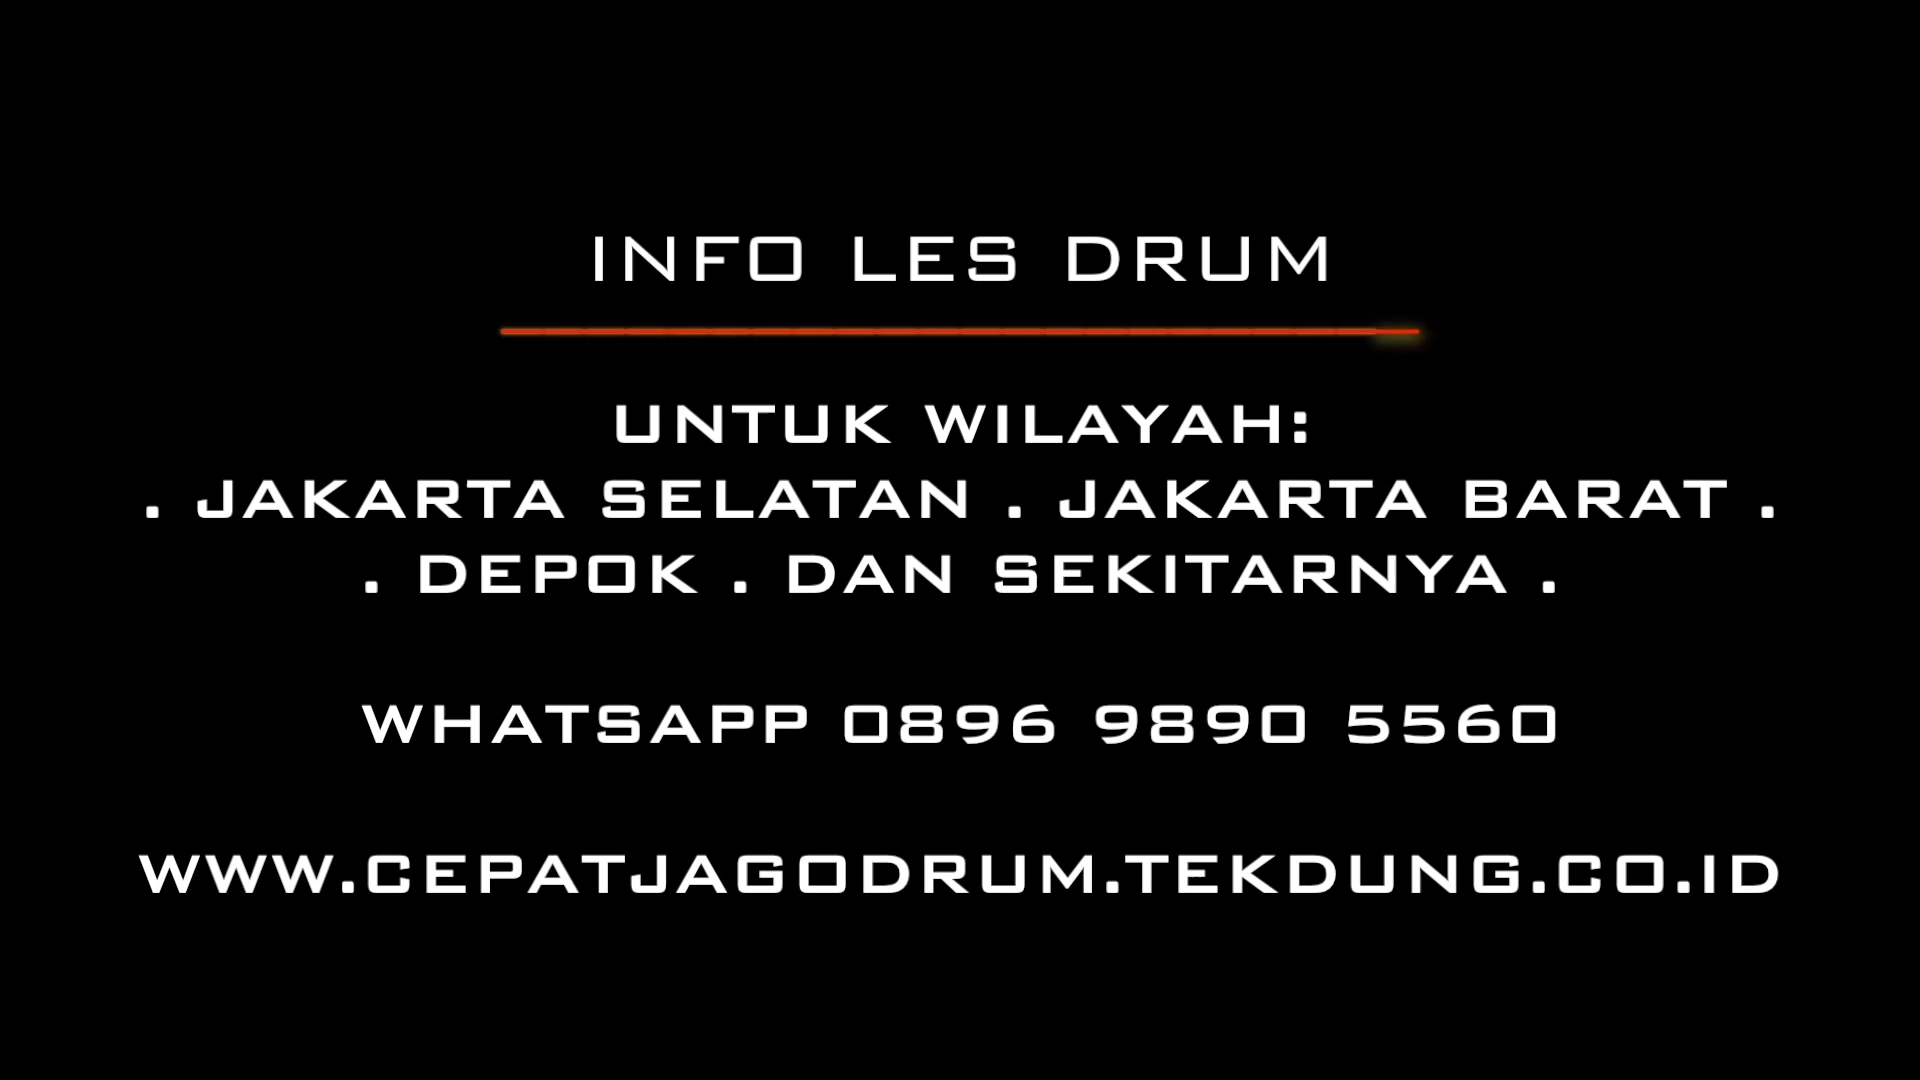 INFO LES DRUM
UNTUK WILAYAH:
. JAKARTA SELATAN . JAKARTA BARAT .
. DEPOK . DAN SEKITARNYA .
WHATSAPP 0896 9890 5560
WWW.CEPATJAGODRUM.TEKDUNG.CO.ID